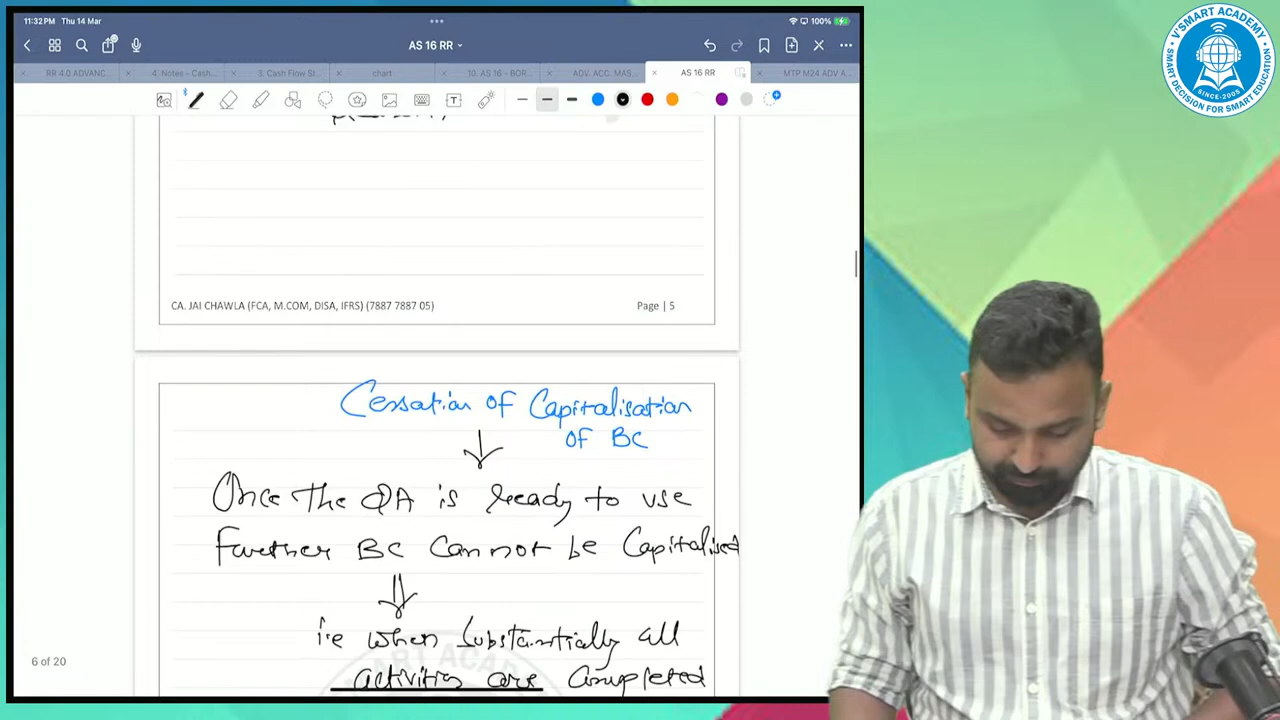 11:32 PM Thu 14 Mar
100%
AS 16 RR
RR 4.0 ADVANC...
4. Notes - Cash...
3. Cash Flow St...
chart
10. AS 16 - BOR...
ADV. ACC. MAS...
AS 16 RR
MTP M24 ADV A...
CA. JAI CHAWLA (FCA, M.COM, DISA, IFRS) (7887 7887 05)
Page | 5
Cessation of Capitalisation
of BC
Once The QA is ready to use
Further BC Cannot be Capitalised
i.e when Substantially all
activities are Completed
6 of 20
V'SMART ACADEMY
SINCE-2005
SMART DECISION FOR SMART EDUCATION